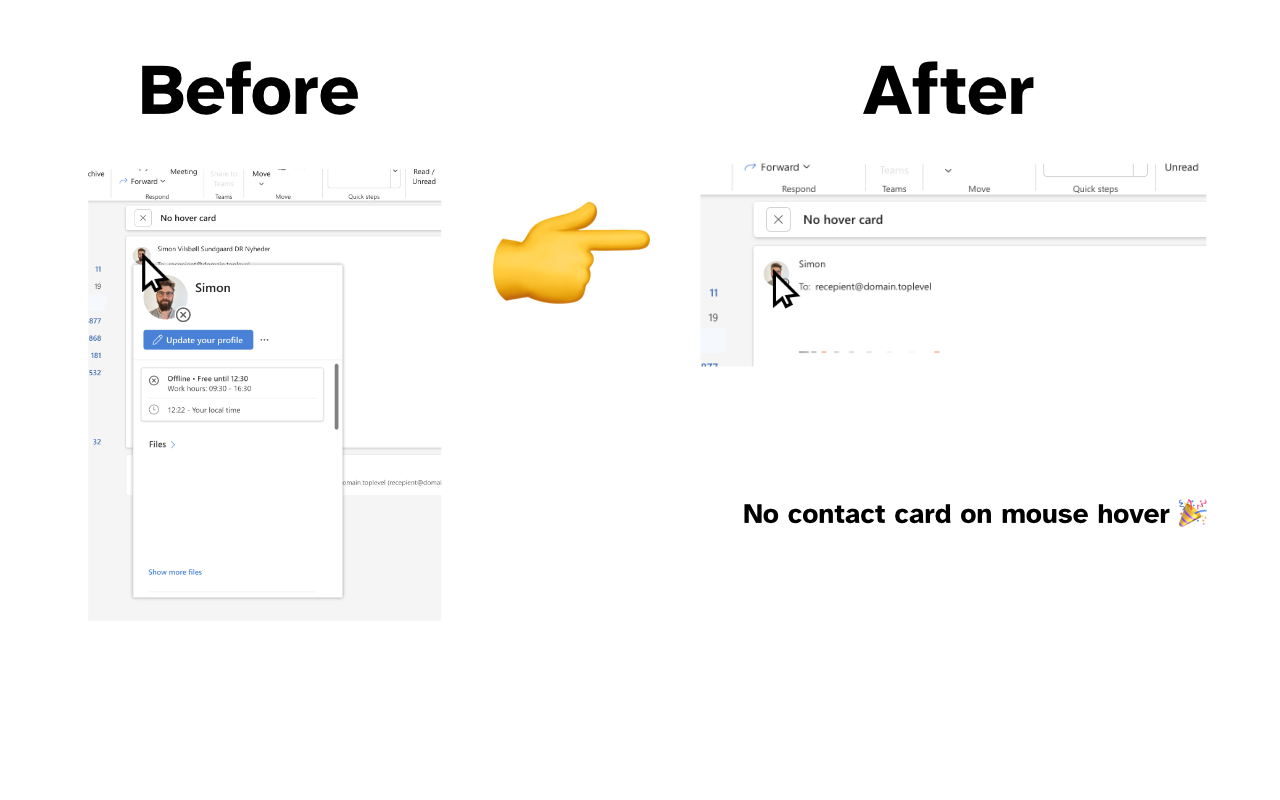 Before
chive
Meeting
Forward
Share to
Teams
Move
Read /
Unread
Respond
Teams
Move
Quick steps
No hover card
Simon Vilsbøll Sundgaard DR Nyheder
To: recepient@domain.toplevel
11
19
877
868
181
532
32
Simon
Update your profile
Offline • Free until 12:30
Work hours: 09:30 - 16:30
12:22 - Your local time
Files
omain.toplevel (recepient@domai
Show more files
After
Forward
Teams
Unread
Respond
Teams
Move
Quick steps
No hover card
Simon
To: recepient@domain.toplevel
11
19
877
No contact card on mouse hover 🎉